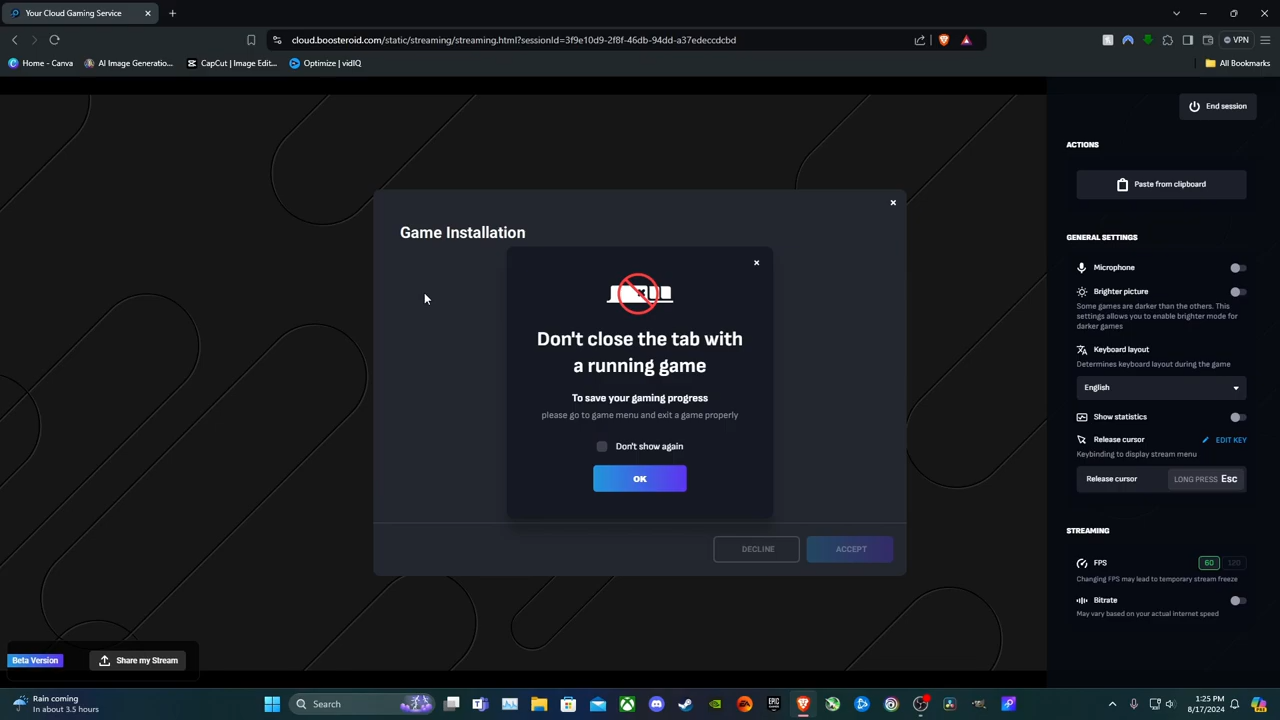 Your Cloud Gaming Service
cloud.boosteroid.com/static/streaming/streaming.html?sessionId=3f9e10d9-2f8f-46db-94dd-a37edeccdcbd
VPN
Home - Canva
AI Image Generatio...
CapCut | Image Edit...
Optimize | vidIQ
All Bookmarks
End session
ACTIONS
Paste from clipboard
GENERAL SETTINGS
Microphone
Brighter picture
Some games are darker than the others. This
settings allows you to enable brighter mode for
darker games
Keyboard layout
Determines keyboard layout during the game
English
Show statistics
Release cursor
EDIT KEY
Keybinding to display stream menu
Release cursor
LONG PRESS Esc
STREAMING
FPS
60
120
Changing FPS may lead to temporary stream freeze
Bitrate
May vary based on your actual internet speed
Game Installation
Don't close the tab with
a running game
To save your gaming progress
please go to game menu and exit a game properly
Don't show again
OK
DECLINE
ACCEPT
Beta Version
Share my Stream
Rain coming
In about 3.5 hours
Search
EPIC
1:25 PM
8/17/2024